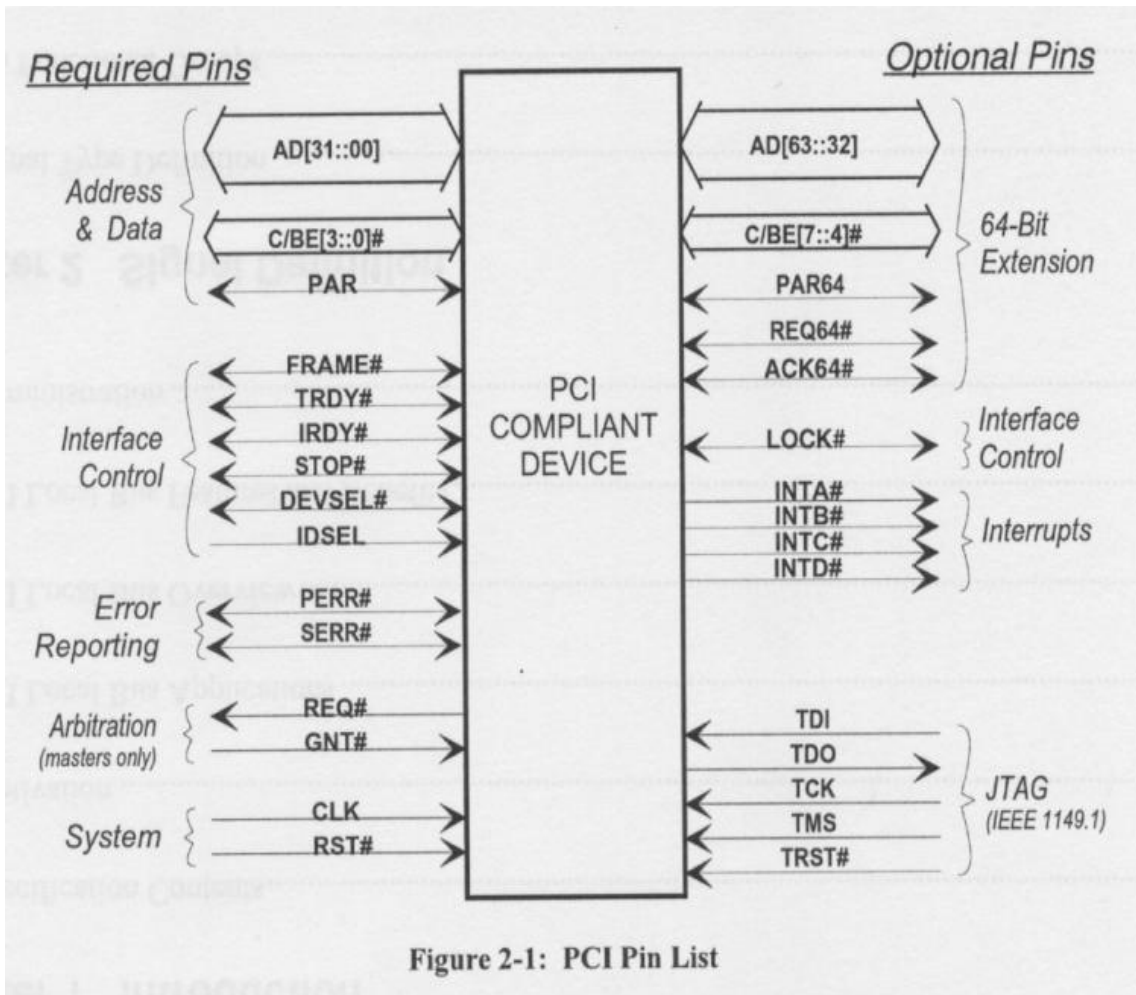 Required Pins
Optional Pins
Address
& Data
AD[31::00]
C/BE[3::0]#
PAR
Interface
Control
FRAME#
TRDY#
IRDY#
STOP#
DEVSEL#
IDSEL
Error
Reporting
PERR#
SERR#
Arbitration
(masters only)
REQ#
GNT#
System
CLK
RST#
PCI
COMPLIANT
DEVICE
AD[63::32]
C/BE[7::4]#
PAR64
REQ64#
ACK64#
64-Bit
Extension
LOCK#
Interface
Control
INTA#
INTB#
INTC#
INTD#
Interrupts
TDI
TDO
TCK
TMS
TRST#
JTAG
(IEEE 1149.1)
Figure 2-1: PCI Pin List